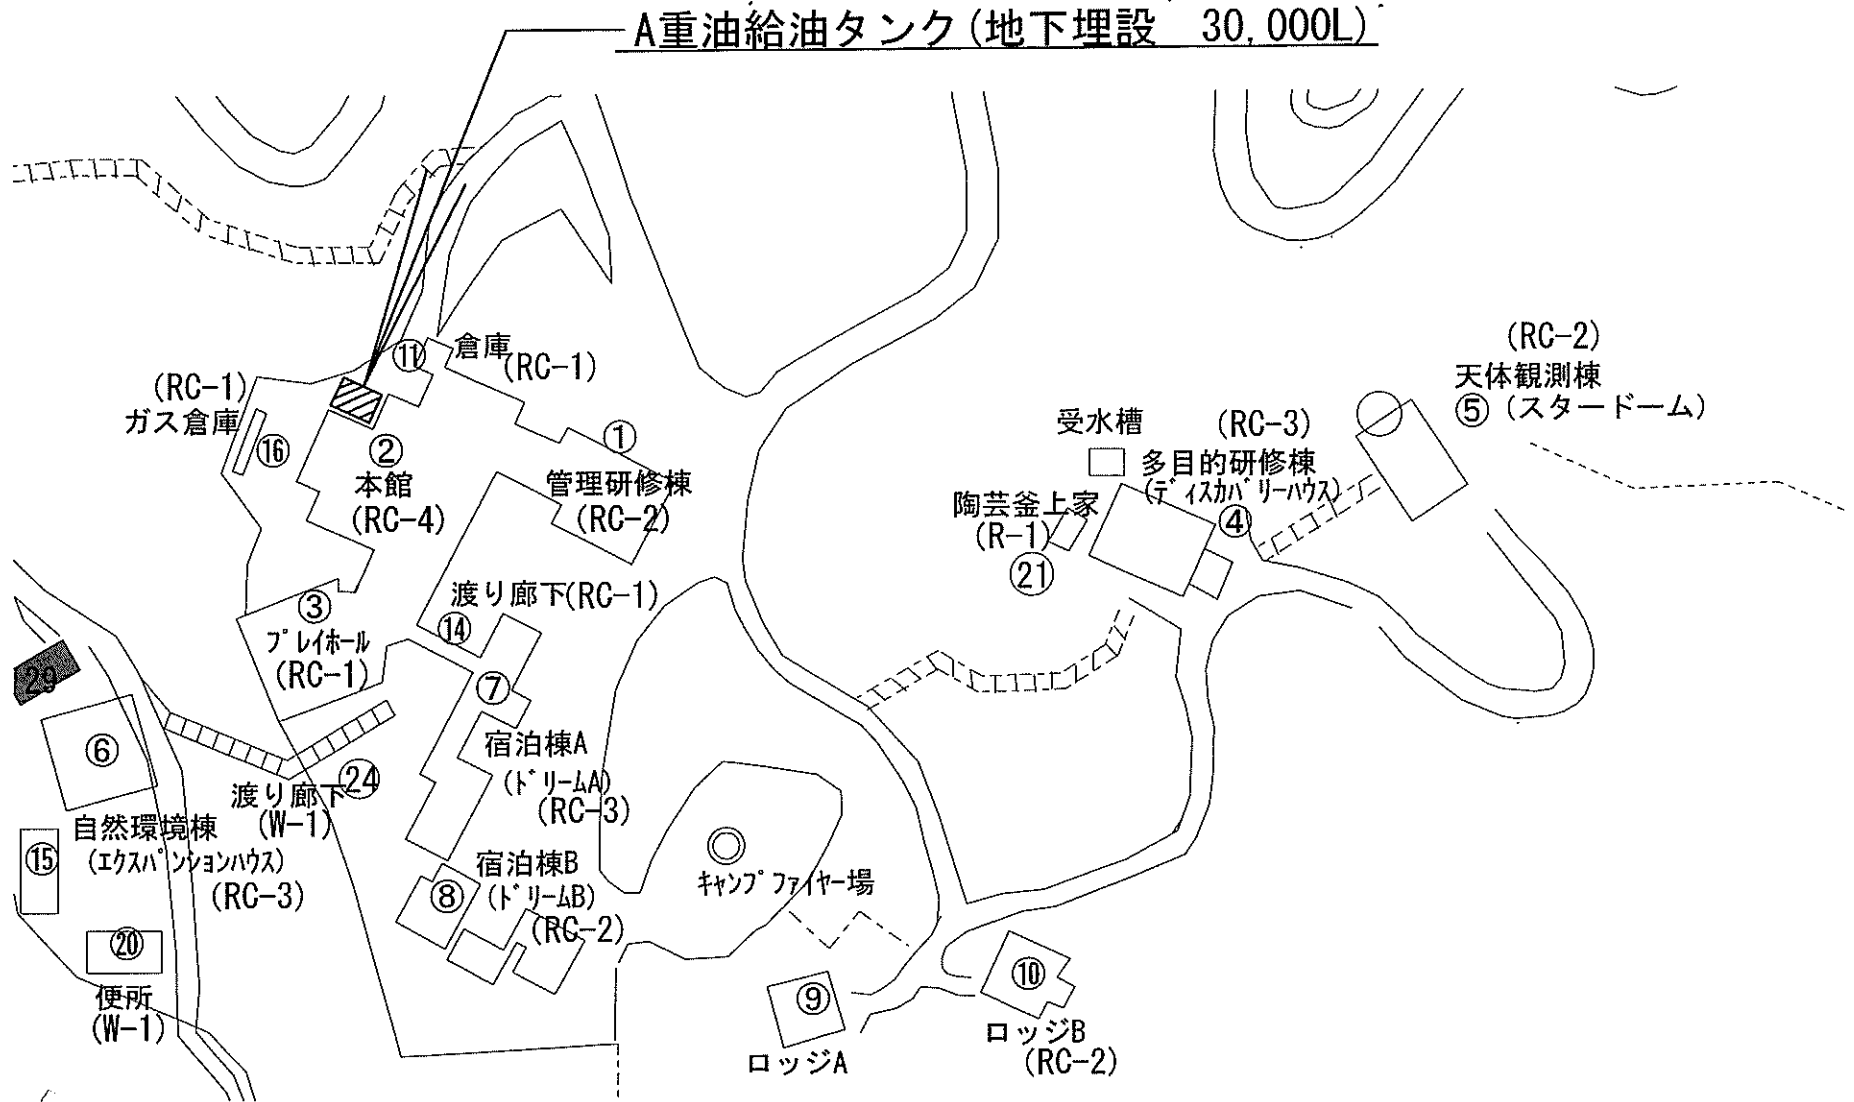 A重油給油タンク(地下埋設　30,000L)
⑪
倉庫
(RC-1)
(RC-1)
ガス倉庫
⑯
②
本館
(RC-4)
①
管理研修棟
(RC-2)
受水槽
(RC-3)
多目的研修棟
(ディスカバリーハウス)
④
(RC-2)
天体観測棟
⑤(スタードーム)
陶芸釜上家
(R-1)
㉑
③
プレイホール
(RC-1)
渡り廊下(RC-1)
⑭
⑦
宿泊棟A
(ドリームA)
(RC-3)
29
⑥
自然環境棟
(エクスパンションハウス)
(RC-3)
渡り廊下
㉔
(W-1)
⑮
⑳
便所
(W-1)
宿泊棟B
⑧
(ドリームB)
(RC-2)
キャンプファイヤー場
⑨
ロッジA
⑩
ロッジB
(RC-2)